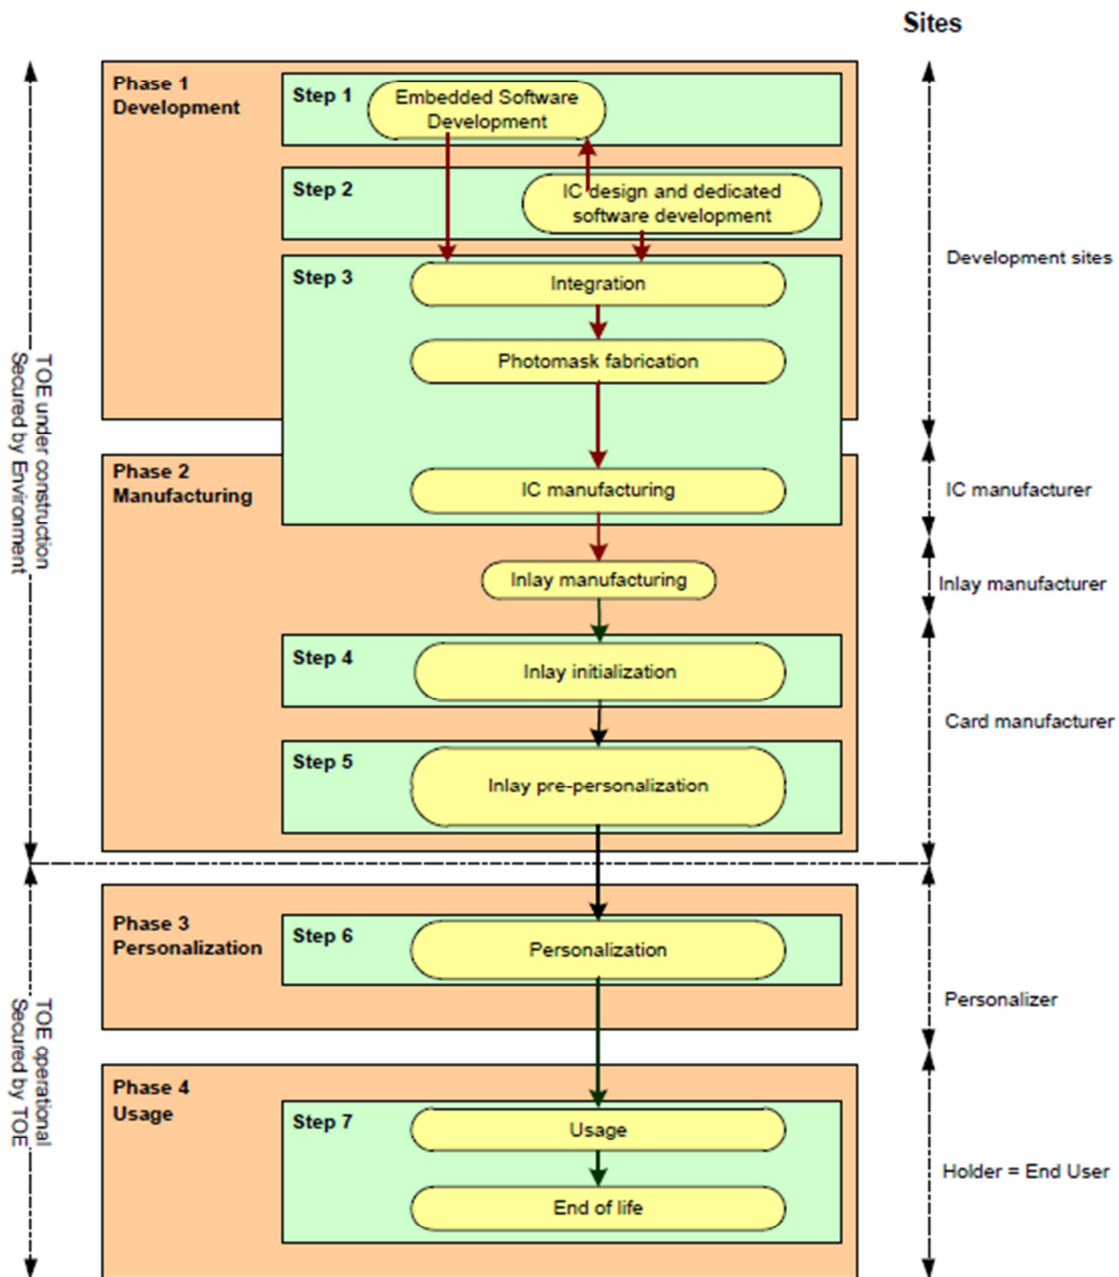 Sites
Phase 1
Development
Step 1
Embedded Software
Development
Step 2
IC design and dedicated
software development
Development sites
Step 3
Integration
Photomask fabrication
TOE under construction
Secured by Environment
Phase 2
Manufacturing
IC manufacturing
IC manufacturer
Inlay manufacturing
Inlay manufacturer
Step 4
Inlay initialization
Card manufacturer
Step 5
Inlay pre-personalization
Phase 3
Personalization
Step 6
Personalization
Personalizer
TOE operational
Secured by TOE
Phase 4
Usage
Step 7
Usage
Holder = End User
End of life